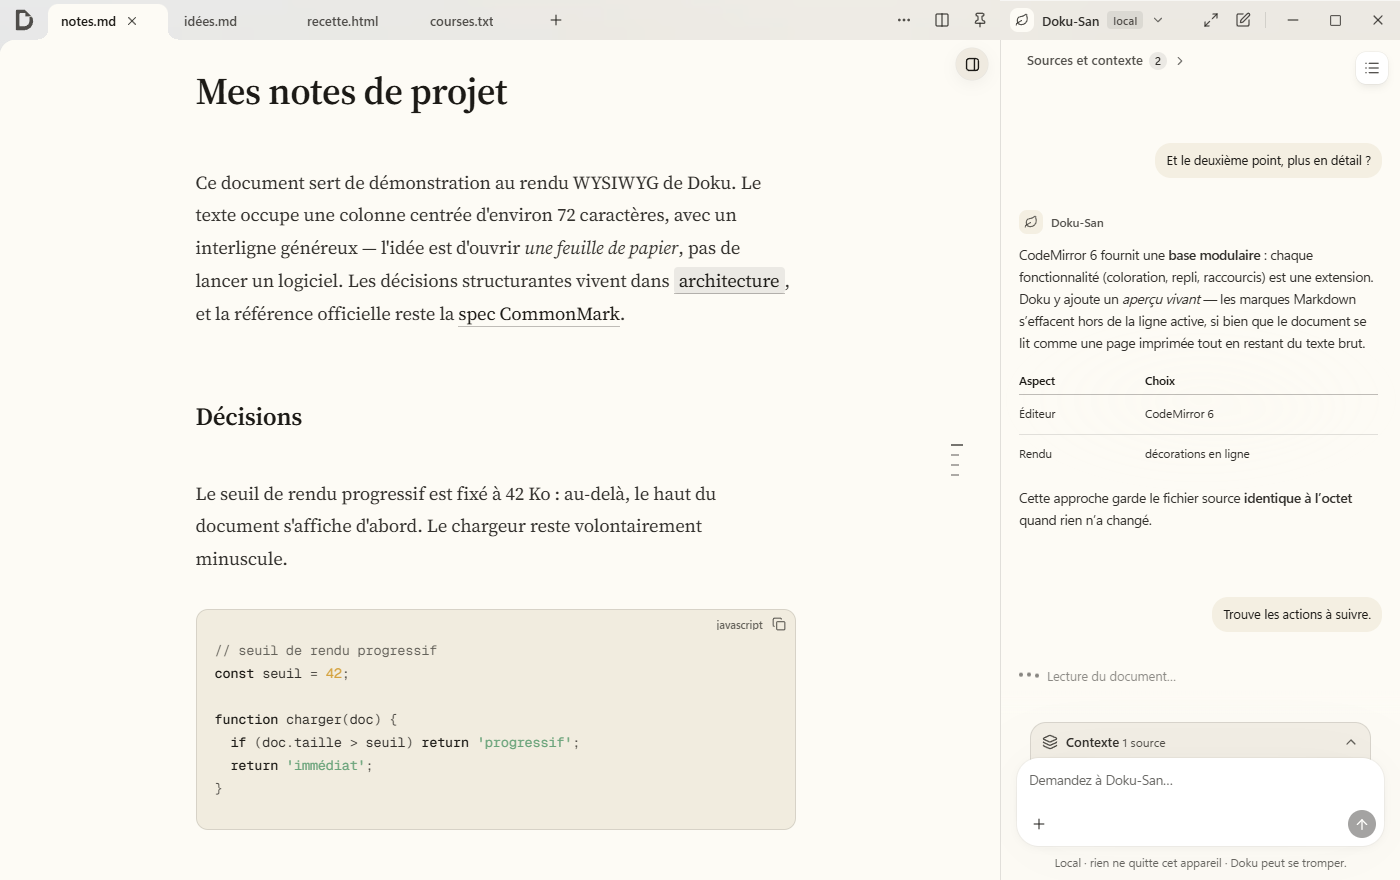 notes.md
idées.md
recette.html
courses.txt
Doku-San
local
Mes notes de projet
Ce document sert de démonstration au rendu WYSIWYG de Doku. Le
texte occupe une colonne centrée d'environ 72 caractères, avec un
interligne généreux — l'idée est d'ouvrir une feuille de papier, pas de
lancer un logiciel. Les décisions structurantes vivent dans architecture ,
et la référence officielle reste la spec CommonMark.
Décisions
Le seuil de rendu progressif est fixé à 42 Ko : au-delà, le haut du
document s'affiche d'abord. Le chargeur reste volontairement
minuscule.
javascript
// seuil de rendu progressif
const seuil = 42;
function charger(doc) {
  if (doc.taille > seuil) return 'progressif';
  return 'immédiat';
}
Sources et contexte 2
Et le deuxième point, plus en détail ?
Doku-San
CodeMirror 6 fournit une base modulaire : chaque
fonctionnalité (coloration, repli, raccourcis) est une extension.
Doku y ajoute un aperçu vivant — les marques Markdown
s’effacent hors de la ligne active, si bien que le document se
lit comme une page imprimée tout en restant du texte brut.
Aspect Choix
Éditeur CodeMirror 6
Rendu décorations en ligne
Cette approche garde le fichier source identique à l’octet
quand rien n’a changé.
Trouve les actions à suivre.
Lecture du document…
Contexte 1 source
Demandez à Doku-San…
Local · rien ne quitte cet appareil · Doku peut se tromper.